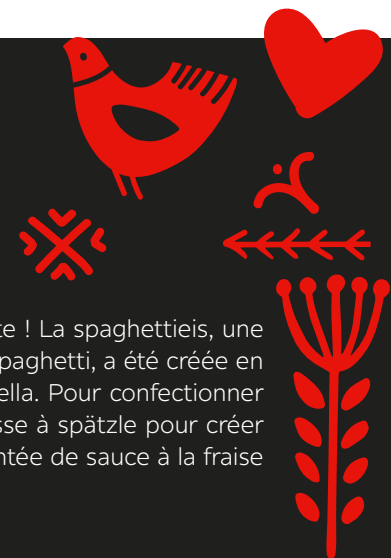 te ! La spaghettieis, une
spaghetti, a été créée en
ella. Pour confectionner
sse à spätzle pour créer
ntée de sauce à la fraise